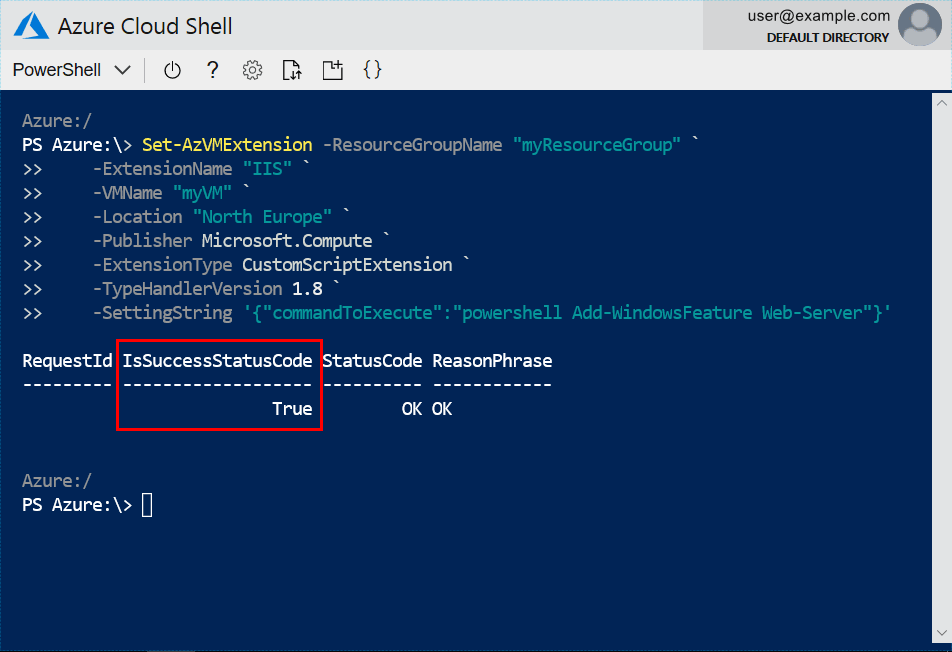 Azure Cloud Shell
user@example.com
DEFAULT DIRECTORY
PowerShell
Azure:/
PS Azure:\> Set-AzVMExtension -ResourceGroupName "myResourceGroup" `
>>     -ExtensionName "IIS" `
>>     -VMName "myVM" `
>>     -Location "North Europe" `
>>     -Publisher Microsoft.Compute `
>>     -ExtensionType CustomScriptExtension `
>>     -TypeHandlerVersion 1.8 `
>>     -SettingString '{"commandToExecute":"powershell Add-WindowsFeature Web-Server"}'
RequestId IsSuccessStatusCode StatusCode ReasonPhrase
--------- ------------------- ---------- ------------
                         True         OK OK
Azure:/
PS Azure:\>